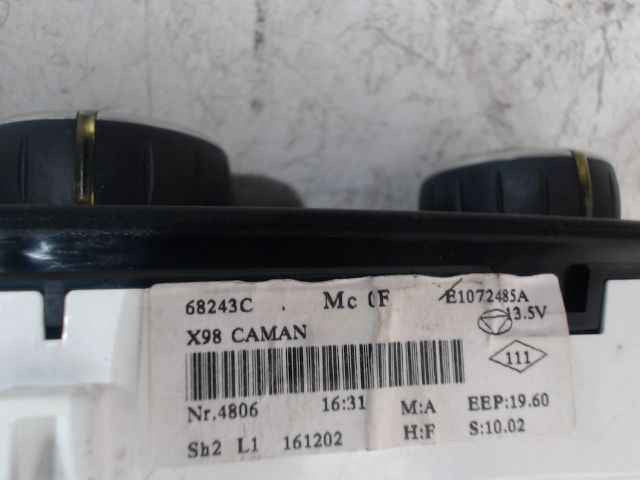 68243C . Mc F E1072485A
13.5V
X98 CAMAN
111
Nr.4806 16:31 M:A EEP:19.60
Sh2 L1 161202 H:F S:10.02